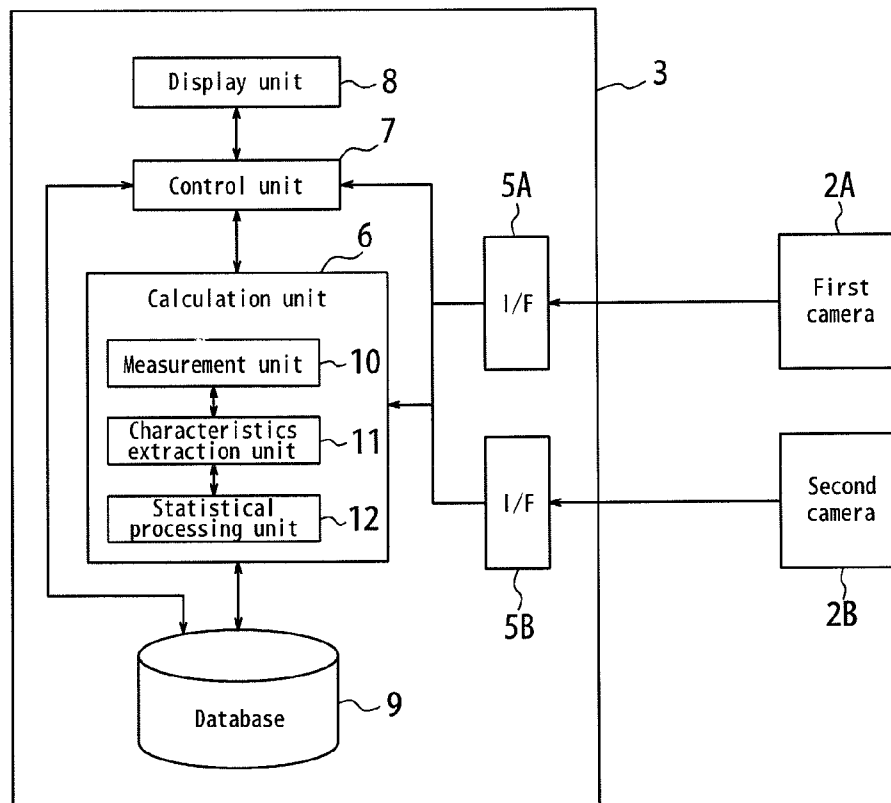 Display unit
8
3
7
Control unit
5A
2A
6
Calculation unit
I/F
First
camera
Measurement unit
10
Characteristics
extraction unit
11
Statistical
processing unit
12
I/F
Second
camera
5B
2B
Database
9